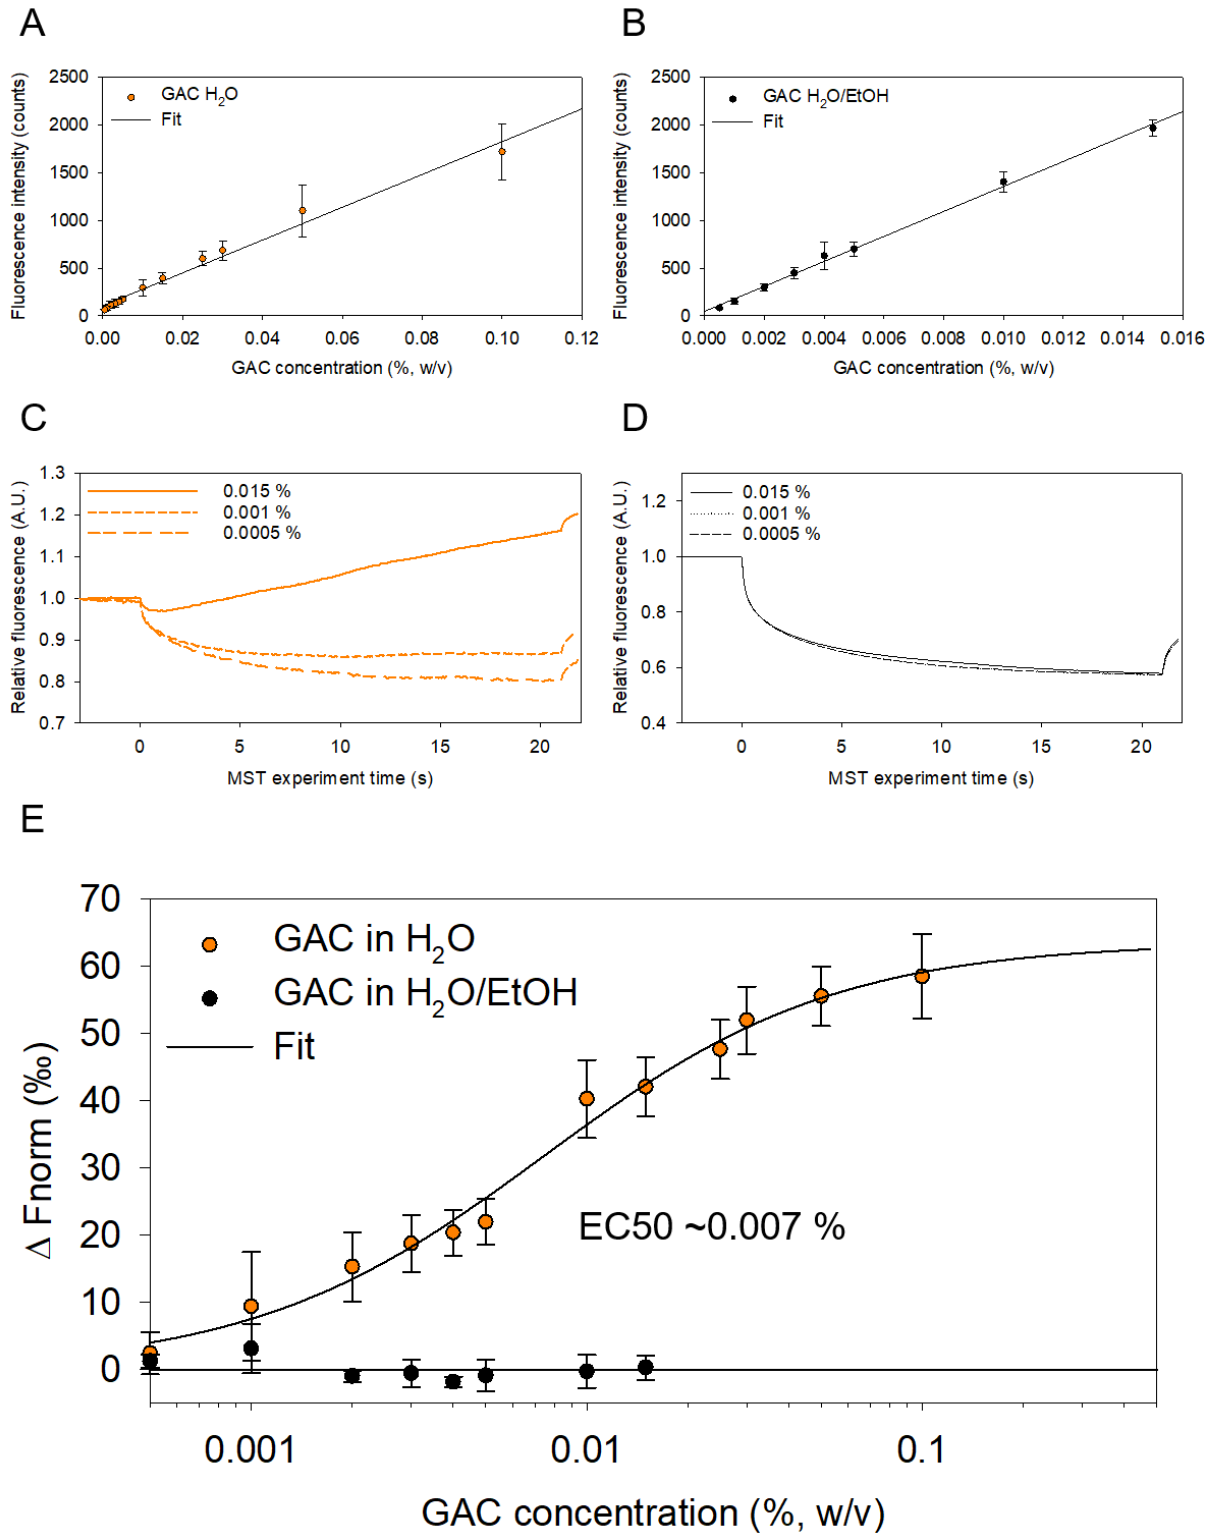 A
2500
2000
1500
1000
500
0
Fluorescence intensity (counts)
GAC H₂O
Fit
0.00 0.02 0.04 0.06 0.08 0.10 0.12
GAC concentration (%, w/v)
B
2500
2000
1500
1000
500
0
Fluorescence intensity (counts)
GAC H₂O/EtOH
Fit
0.000 0.002 0.004 0.006 0.008 0.010 0.012 0.014 0.016
GAC concentration (%, w/v)
C
1.3
1.2
1.1
1.0
0.9
0.8
0.7
Relative fluorescence (A.U.)
0.015 %
0.001 %
0.0005 %
0 5 10 15 20
MST experiment time (s)
D
1.2
1.0
0.8
0.6
0.4
Relative fluorescence (A.U.)
0.015 %
0.001 %
0.0005 %
0 5 10 15 20
MST experiment time (s)
E
70
60
50
40
30
20
10
0
Δ Fnorm (‰)
GAC in H₂O
GAC in H₂O/EtOH
Fit
EC50 ~0.007 %
0.001 0.01 0.1
GAC concentration (%, w/v)